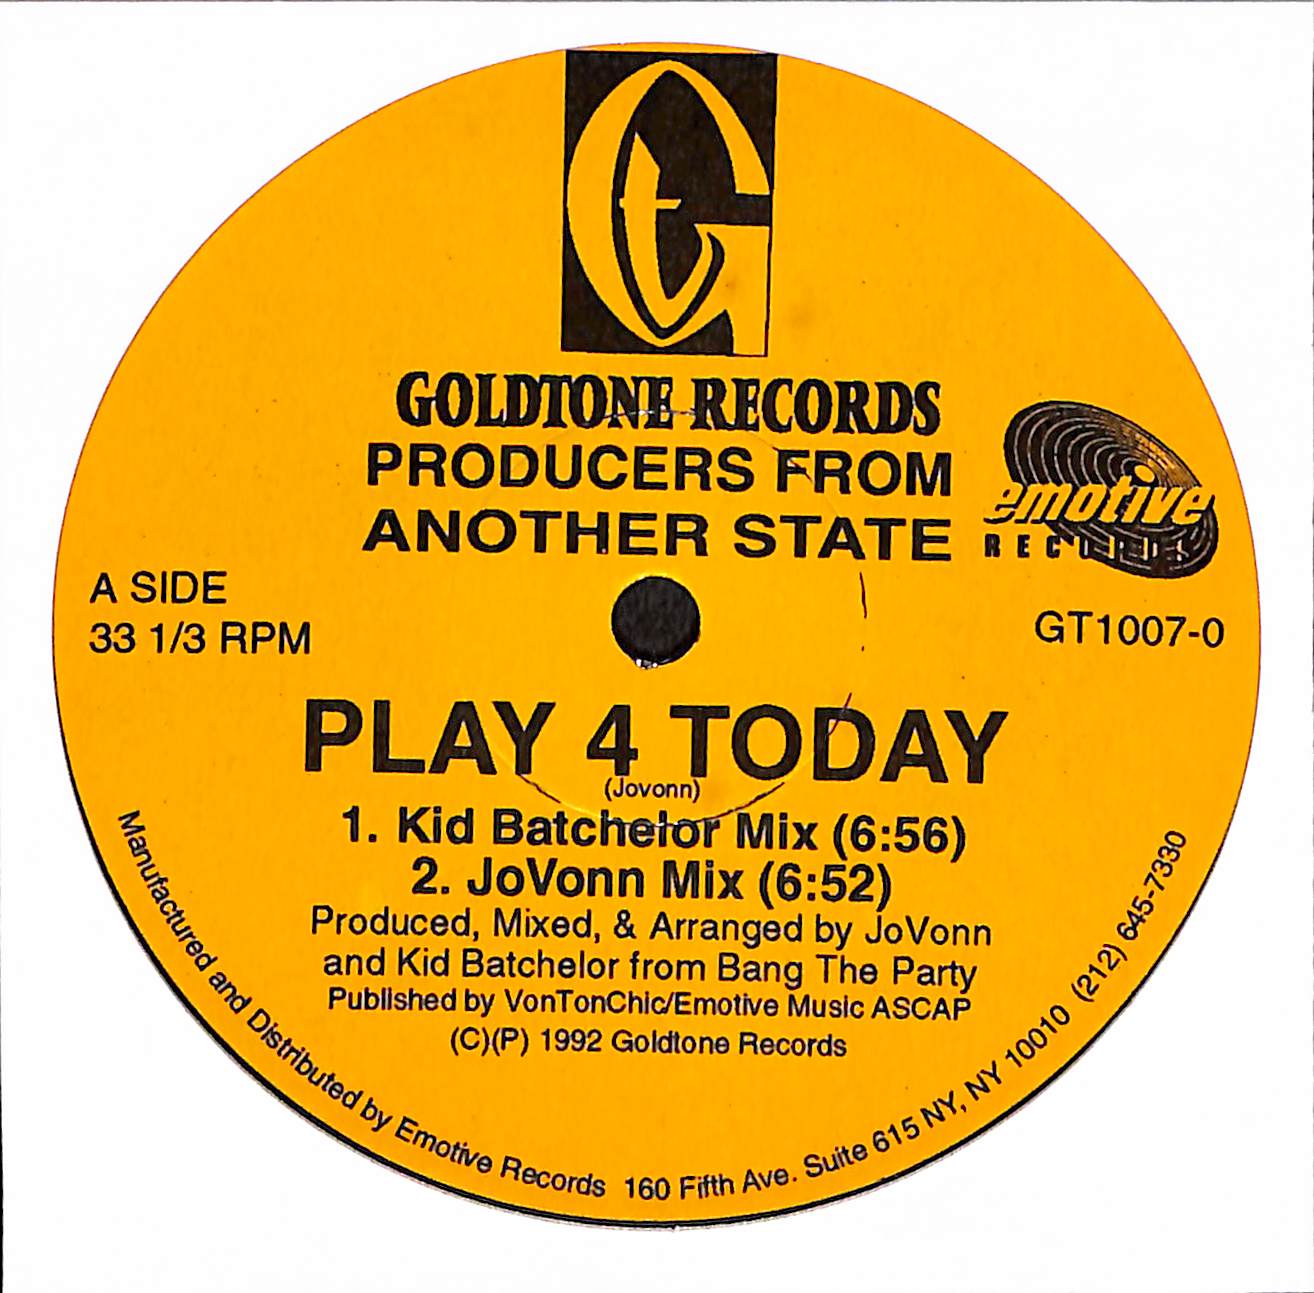 Gt
GOLDTONE RECORDS
PRODUCERS FROM
ANOTHER STATE
emotive
RECORDS
A SIDE
33 1/3 RPM
GT1007-0
PLAY 4 TODAY
(Jovonn)
1. Kid Batchelor Mix (6:56)
2. JoVonn Mix (6:52)
Produced, Mixed, & Arranged by JoVonn
and Kid Batchelor from Bang The Party
Published by VonTonChic/Emotive Music ASCAP
(C)(P) 1992 Goldtone Records
Manufactured and Distributed by Emotive Records 160 Fifth Ave. Suite 615 NY, NY 10010 (212) 645-7330